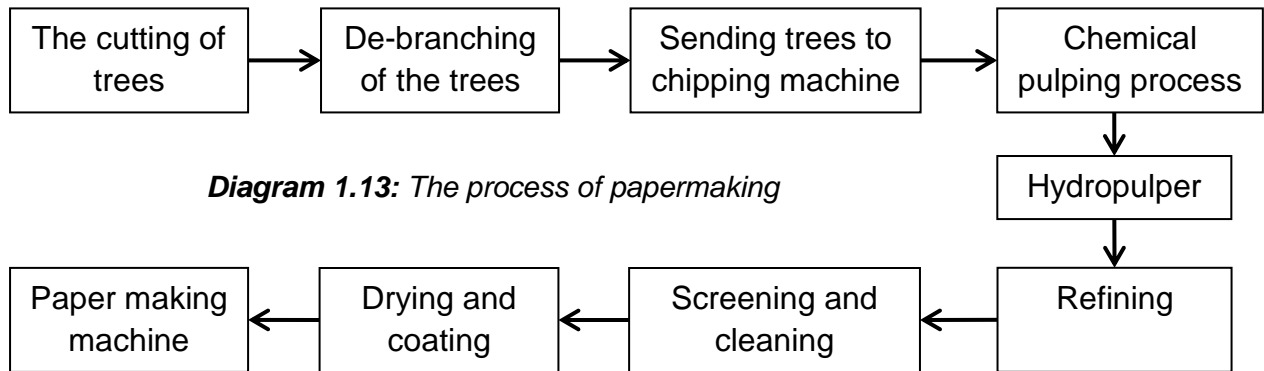 The cutting of
trees
De-branching
of the trees
Sending trees to
chipping machine
Chemical
pulping process
Diagram 1.13: The process of papermaking
Hydropulper
Refining
Screening and
cleaning
Drying and
coating
Paper making
machine